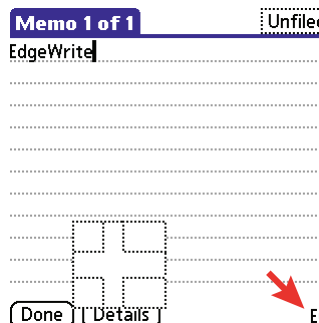 Memo 1 of 1
Unfiled
EdgeWrite
Done
Details
E